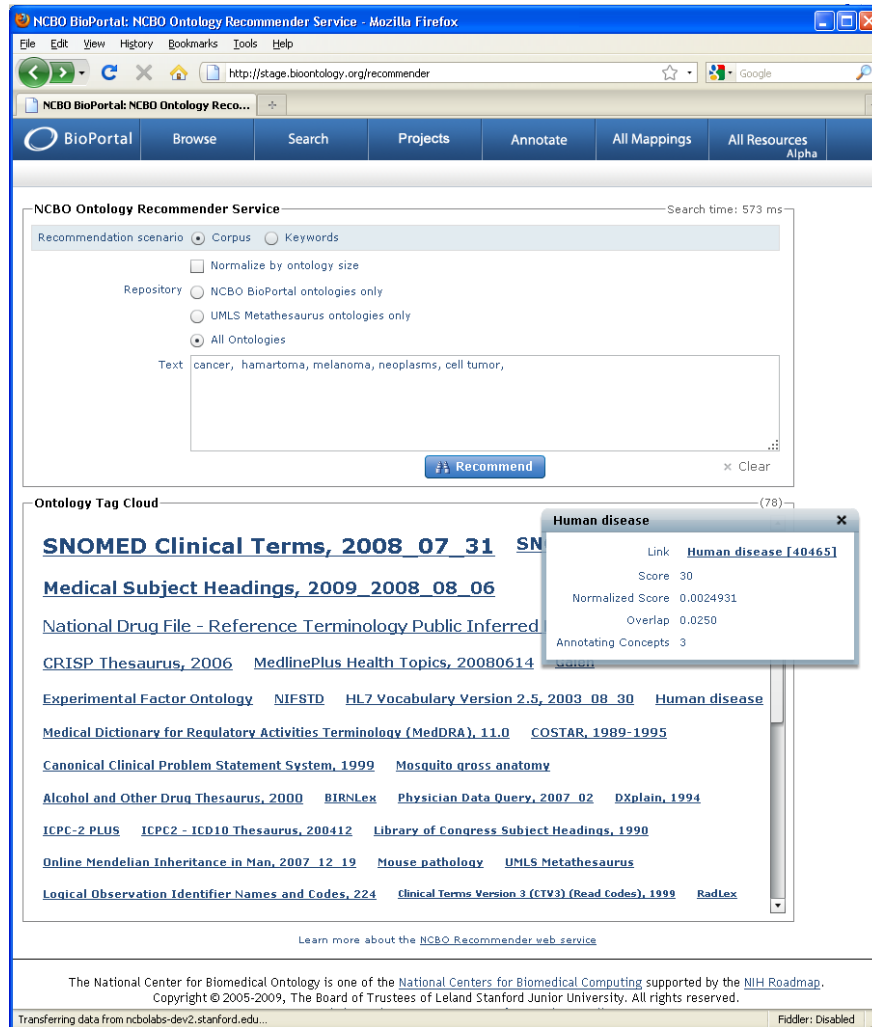 NCBO BioPortal: NCBO Ontology Recommender Service - Mozilla Firefox
File Edit View History Bookmarks Tools Help
http://stage.bioontology.org/recommender Google
NCBO BioPortal: NCBO Ontology Reco...
BioPortal Browse Search Projects Annotate All Mappings All Resources
Alpha
NCBO Ontology Recommender Service Search time: 573 ms
Recommendation scenario Corpus Keywords
Normalize by ontology size
Repository NCBO BioPortal ontologies only
UMLS Metathesaurus ontologies only
All Ontologies
Text cancer, hamartoma, melanoma, neoplasms, cell tumor,
Recommend Clear
Ontology Tag Cloud (78)
Human disease
Link Human disease [40465]
Score 30
Normalized Score 0.0024931
Overlap 0.0250
Annotating Concepts 3
SNOMED Clinical Terms, 2008_07_31
Medical Subject Headings, 2009_2008_08_06
National Drug File - Reference Terminology Public Inferred
CRISP Thesaurus, 2006 MedlinePlus Health Topics, 20080614
Experimental Factor Ontology NIFSTD HL7 Vocabulary Version 2.5, 2003_08_30 Human disease
Medical Dictionary for Regulatory Activities Terminology (MedDRA), 11.0 COSTAR, 1989-1995
Canonical Clinical Problem Statement System, 1999 Mosquito gross anatomy
Alcohol and Other Drug Thesaurus, 2000 BIRNLex Physician Data Query, 2007_02 DXplain, 1994
ICPC-2 PLUS ICPC2 - ICD10 Thesaurus, 200412 Library of Congress Subject Headings, 1990
Online Mendelian Inheritance in Man, 2007_12_19 Mouse pathology UMLS Metathesaurus
Logical Observation Identifier Names and Codes, 224 Clinical Terms Version 3 (CTV3) (Read Codes), 1999 RadLex
Learn more about the NCBO Recommender web service
The National Center for Biomedical Ontology is one of the National Centers for Biomedical Computing supported by the NIH Roadmap.
Copyright © 2005-2009, The Board of Trustees of Leland Stanford Junior University. All rights reserved.
Transferring data from ncbolabs-dev2.stanford.edu... Fiddler: Disabled